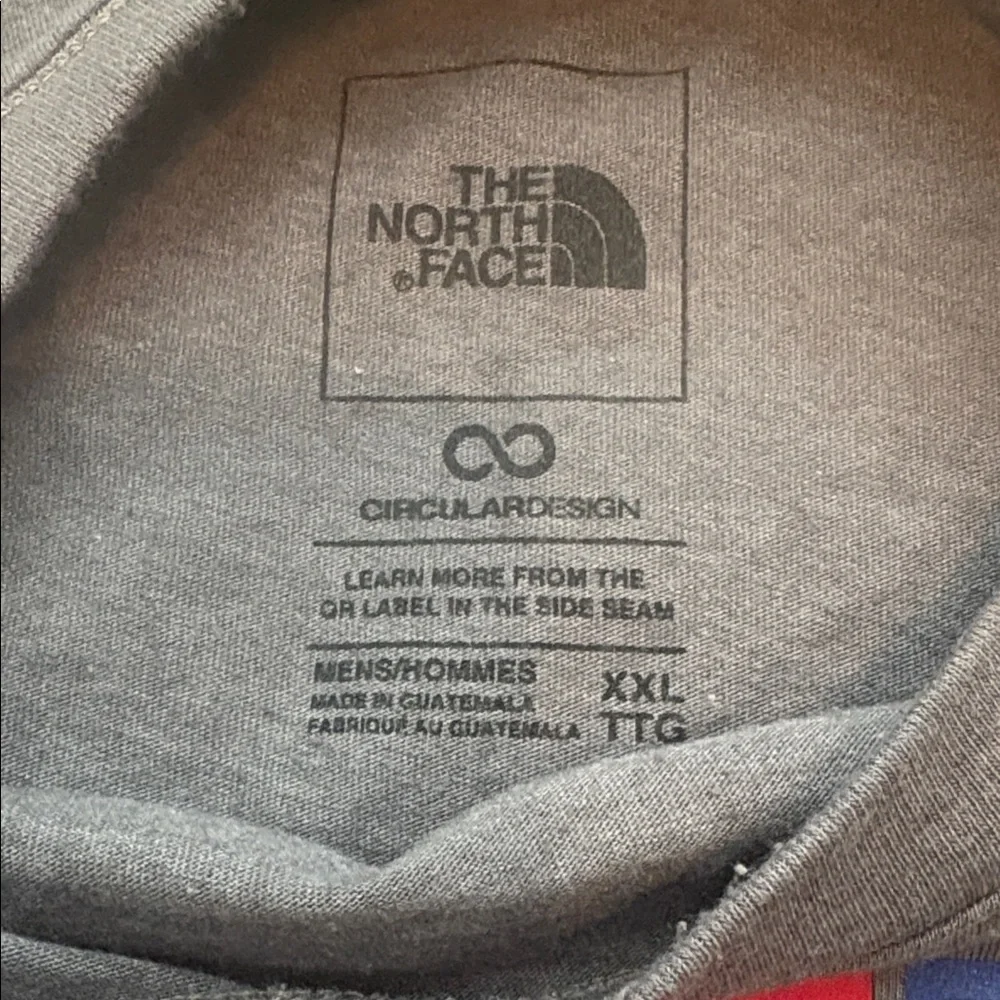 THE
NORTH
®FACE
CIRCULARDESIGN
LEARN MORE FROM THE
QR LABEL IN THE SIDE SEAM
MENS/HOMMES
MADE IN GUATEMALA
FABRIQUÉ AU GUATEMALA
XXL
TTG